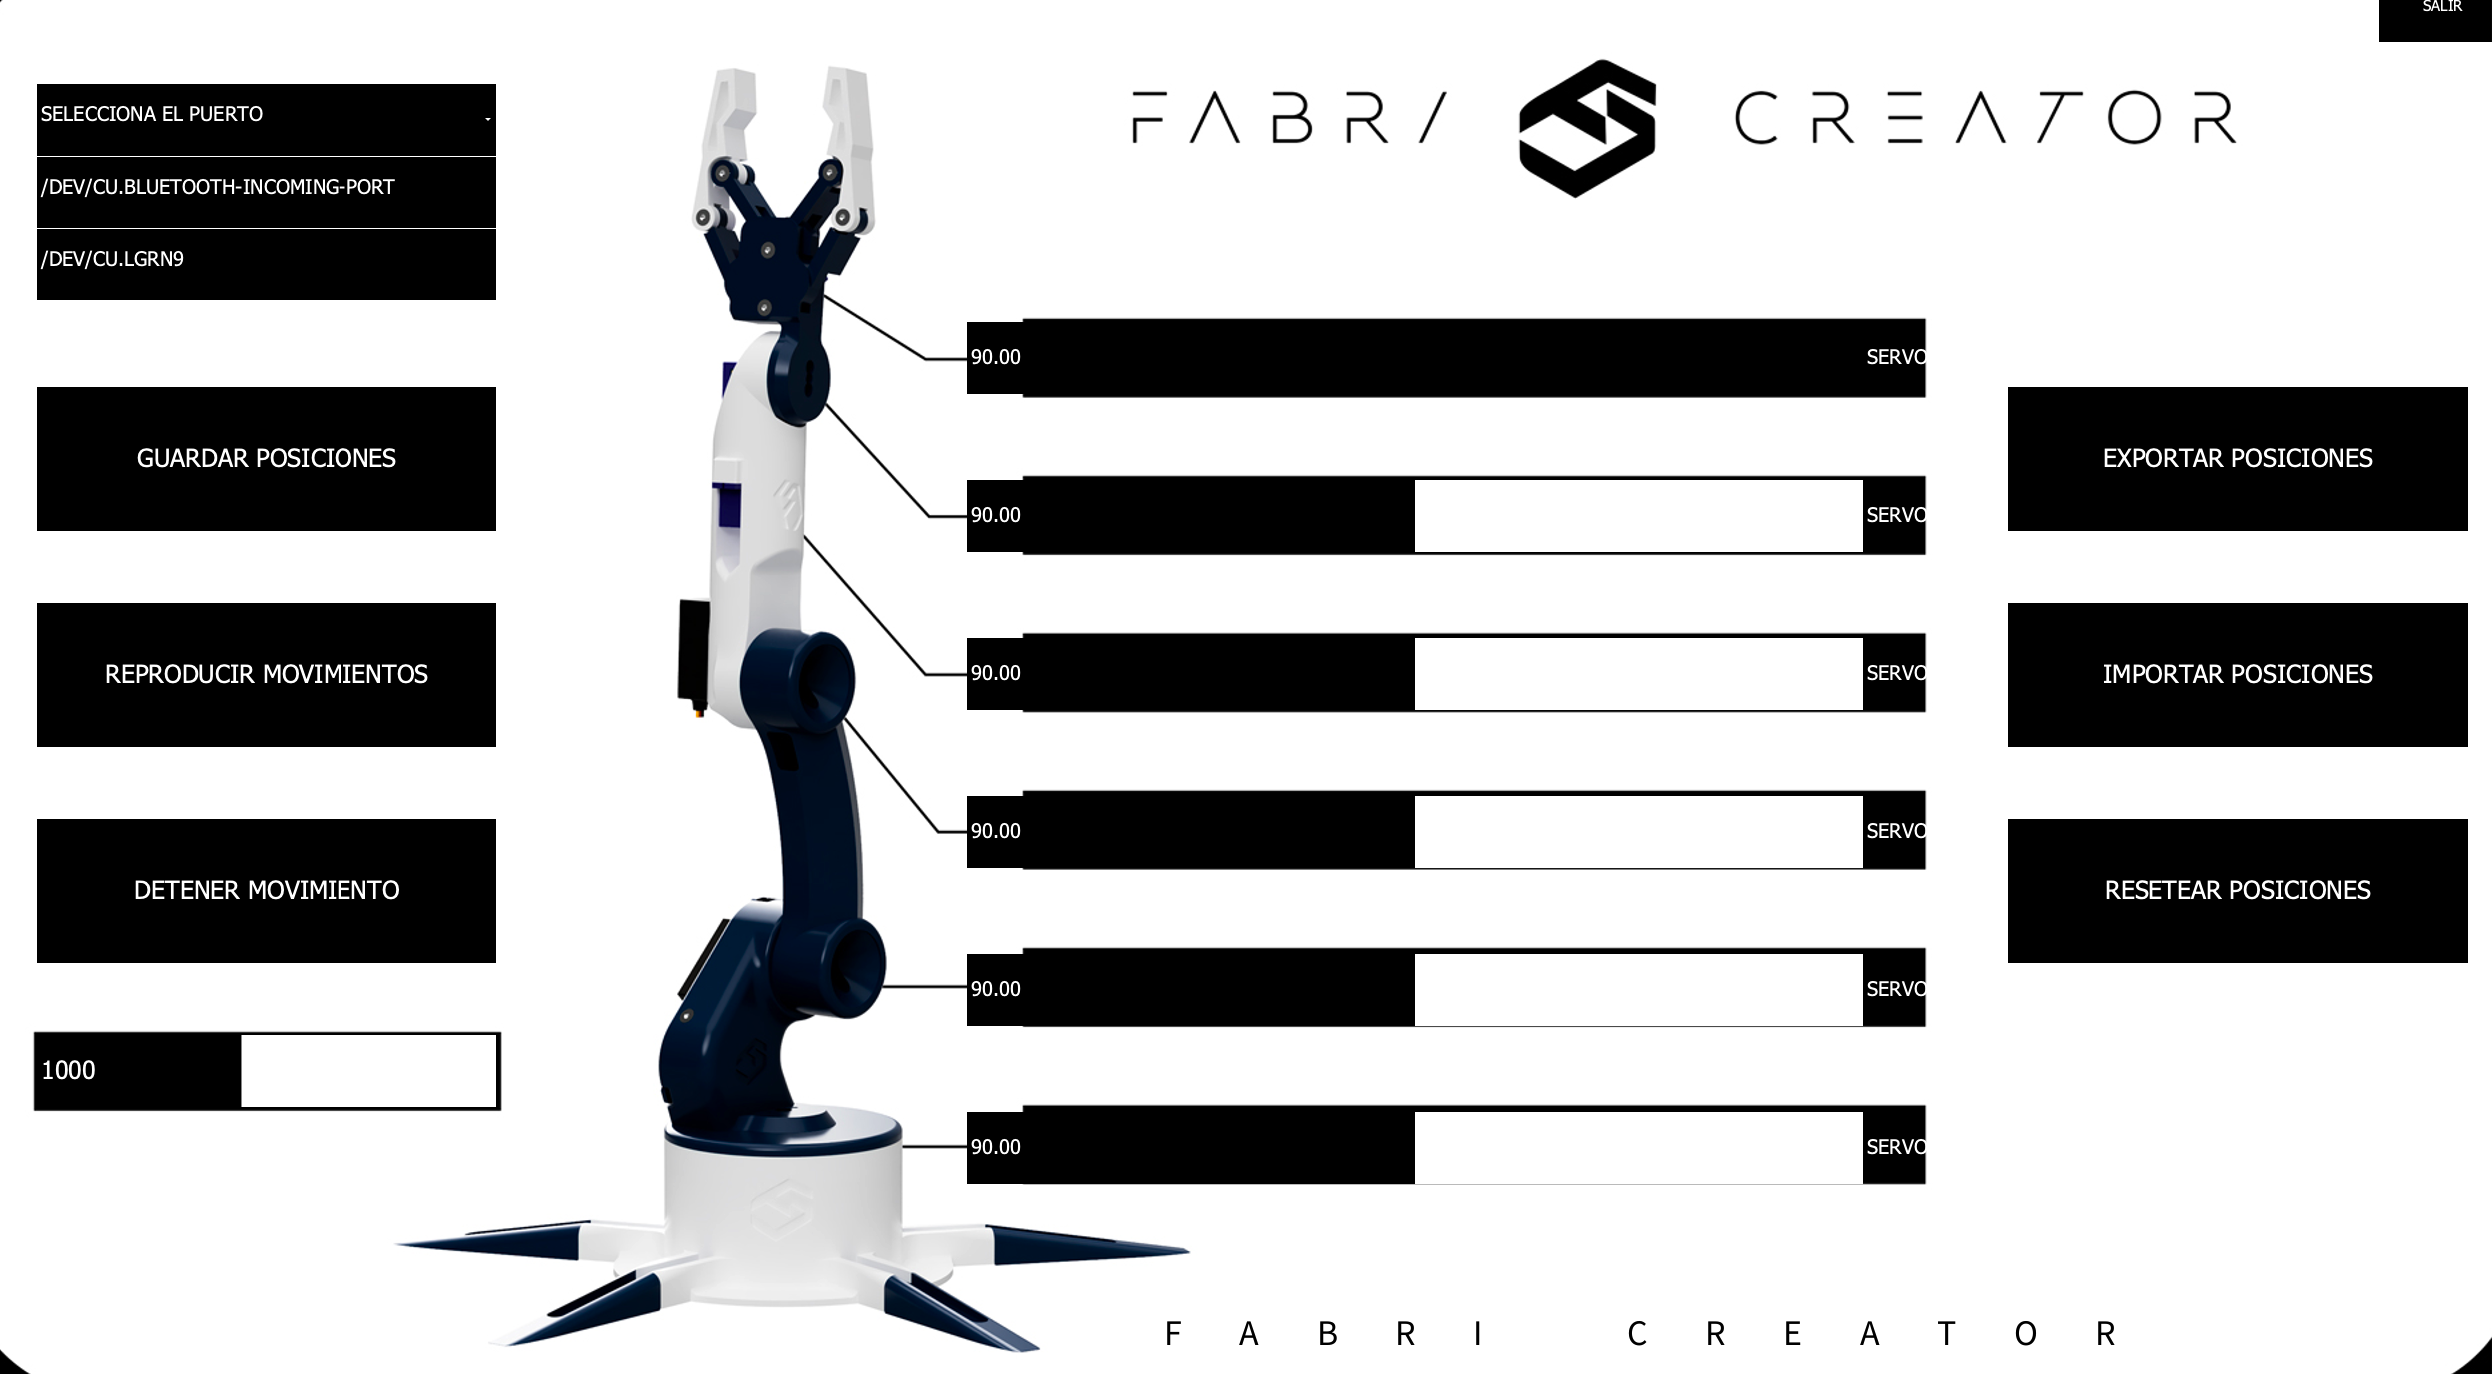 SALIR
FABRI CREATOR
SELECCIONA EL PUERTO
/DEV/CU.BLUETOOTH-INCOMING-PORT
/DEV/CU.LGRN9
GUARDAR POSICIONES
REPRODUCIR MOVIMIENTOS
DETENER MOVIMIENTO
1000
90.00 SERVO
90.00 SERVO
90.00 SERVO
90.00 SERVO
90.00 SERVO
90.00 SERVO
EXPORTAR POSICIONES
IMPORTAR POSICIONES
RESETEAR POSICIONES
FABRI CREATOR